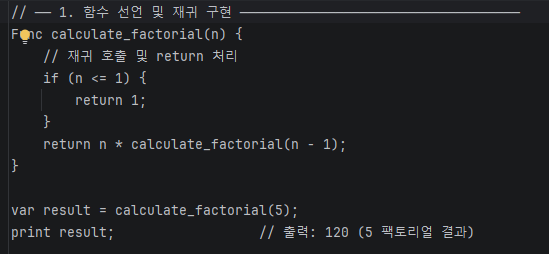 // ── 1. 함수 선언 및 재귀 구현 ───────────────────────────────────
Func calculate_factorial(n) {
    // 재귀 호출 및 return 처리
    if (n <= 1) {
        return 1;
    }
    return n * calculate_factorial(n - 1);
}
var result = calculate_factorial(5);
print result;                  // 출력: 120 (5 팩토리얼 결과)